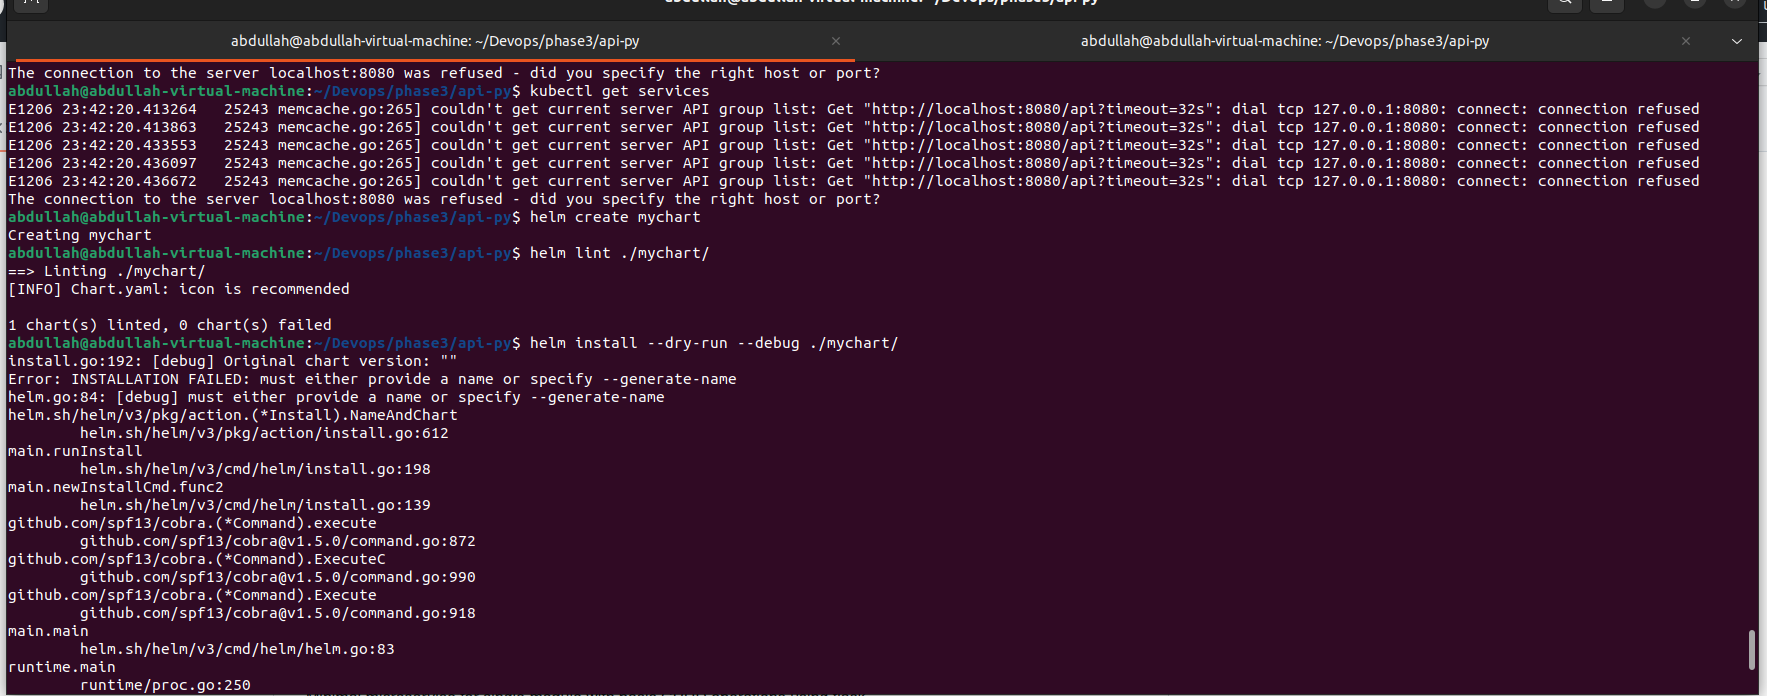 abdullah@abdullah-virtual-machine: ~/Devops/phase3/api-py
abdullah@abdullah-virtual-machine: ~/Devops/phase3/api-py × abdullah@abdullah-virtual-machine: ~/Devops/phase3/api-py ×
The connection to the server localhost:8080 was refused - did you specify the right host or port?
abdullah@abdullah-virtual-machine:~/Devops/phase3/api-py$ kubectl get services
E1206 23:42:20.413264   25243 memcache.go:265] couldn't get current server API group list: Get "http://localhost:8080/api?timeout=32s": dial tcp 127.0.0.1:8080: connect: connection refused
E1206 23:42:20.413863   25243 memcache.go:265] couldn't get current server API group list: Get "http://localhost:8080/api?timeout=32s": dial tcp 127.0.0.1:8080: connect: connection refused
E1206 23:42:20.433553   25243 memcache.go:265] couldn't get current server API group list: Get "http://localhost:8080/api?timeout=32s": dial tcp 127.0.0.1:8080: connect: connection refused
E1206 23:42:20.436097   25243 memcache.go:265] couldn't get current server API group list: Get "http://localhost:8080/api?timeout=32s": dial tcp 127.0.0.1:8080: connect: connection refused
E1206 23:42:20.436672   25243 memcache.go:265] couldn't get current server API group list: Get "http://localhost:8080/api?timeout=32s": dial tcp 127.0.0.1:8080: connect: connection refused
The connection to the server localhost:8080 was refused - did you specify the right host or port?
abdullah@abdullah-virtual-machine:~/Devops/phase3/api-py$ helm create mychart
Creating mychart
abdullah@abdullah-virtual-machine:~/Devops/phase3/api-py$ helm lint ./mychart/
==> Linting ./mychart/
[INFO] Chart.yaml: icon is recommended

1 chart(s) linted, 0 chart(s) failed
abdullah@abdullah-virtual-machine:~/Devops/phase3/api-py$ helm install --dry-run --debug ./mychart/
install.go:192: [debug] Original chart version: ""
Error: INSTALLATION FAILED: must either provide a name or specify --generate-name
helm.go:84: [debug] must either provide a name or specify --generate-name
helm.sh/helm/v3/pkg/action.(*Install).NameAndChart
        helm.sh/helm/v3/pkg/action/install.go:612
main.runInstall
        helm.sh/helm/v3/cmd/helm/install.go:198
main.newInstallCmd.func2
        helm.sh/helm/v3/cmd/helm/install.go:139
github.com/spf13/cobra.(*Command).execute
        github.com/spf13/cobra@v1.5.0/command.go:872
github.com/spf13/cobra.(*Command).ExecuteC
        github.com/spf13/cobra@v1.5.0/command.go:990
github.com/spf13/cobra.(*Command).Execute
        github.com/spf13/cobra@v1.5.0/command.go:918
main.main
        helm.sh/helm/v3/cmd/helm/helm.go:83
runtime.main
        runtime/proc.go:250